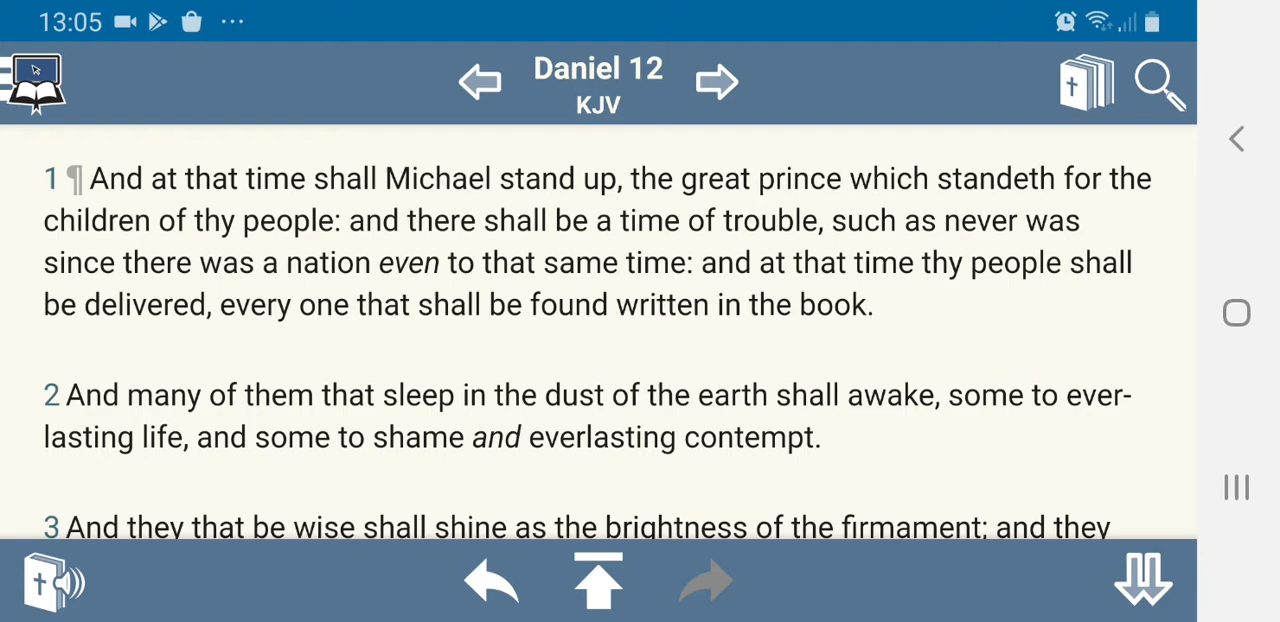 13:05
Daniel 12
KJV
1 ¶ And at that time shall Michael stand up, the great prince which standeth for the
children of thy people: and there shall be a time of trouble, such as never was
since there was a nation even to that same time: and at that time thy people shall
be delivered, every one that shall be found written in the book.
2 And many of them that sleep in the dust of the earth shall awake, some to ever-
lasting life, and some to shame and everlasting contempt.
3 And they that be wise shall shine as the brightness of the firmament; and they